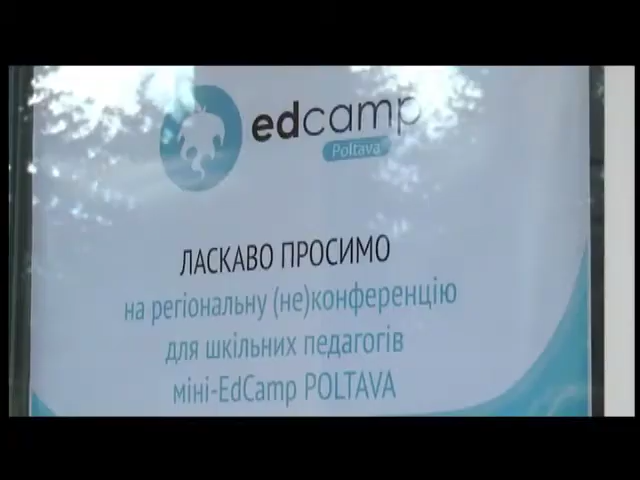 edcamp
Poltava
ЛАСКАВО ПРОСИМО
на регіональну (не)конференцію
для шкільних педагогів
міні-EdCamp POLTAVA